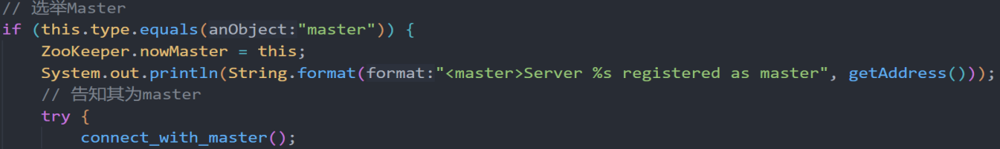 // 选举Master
if (this.type.equals(anObject:"master")) {
ZooKeeper.nowMaster = this;
System.out.println(String.format(format:"<master>Server %s registered as master", getAddress()));
// 告知其为master
try {
connect_with_master();